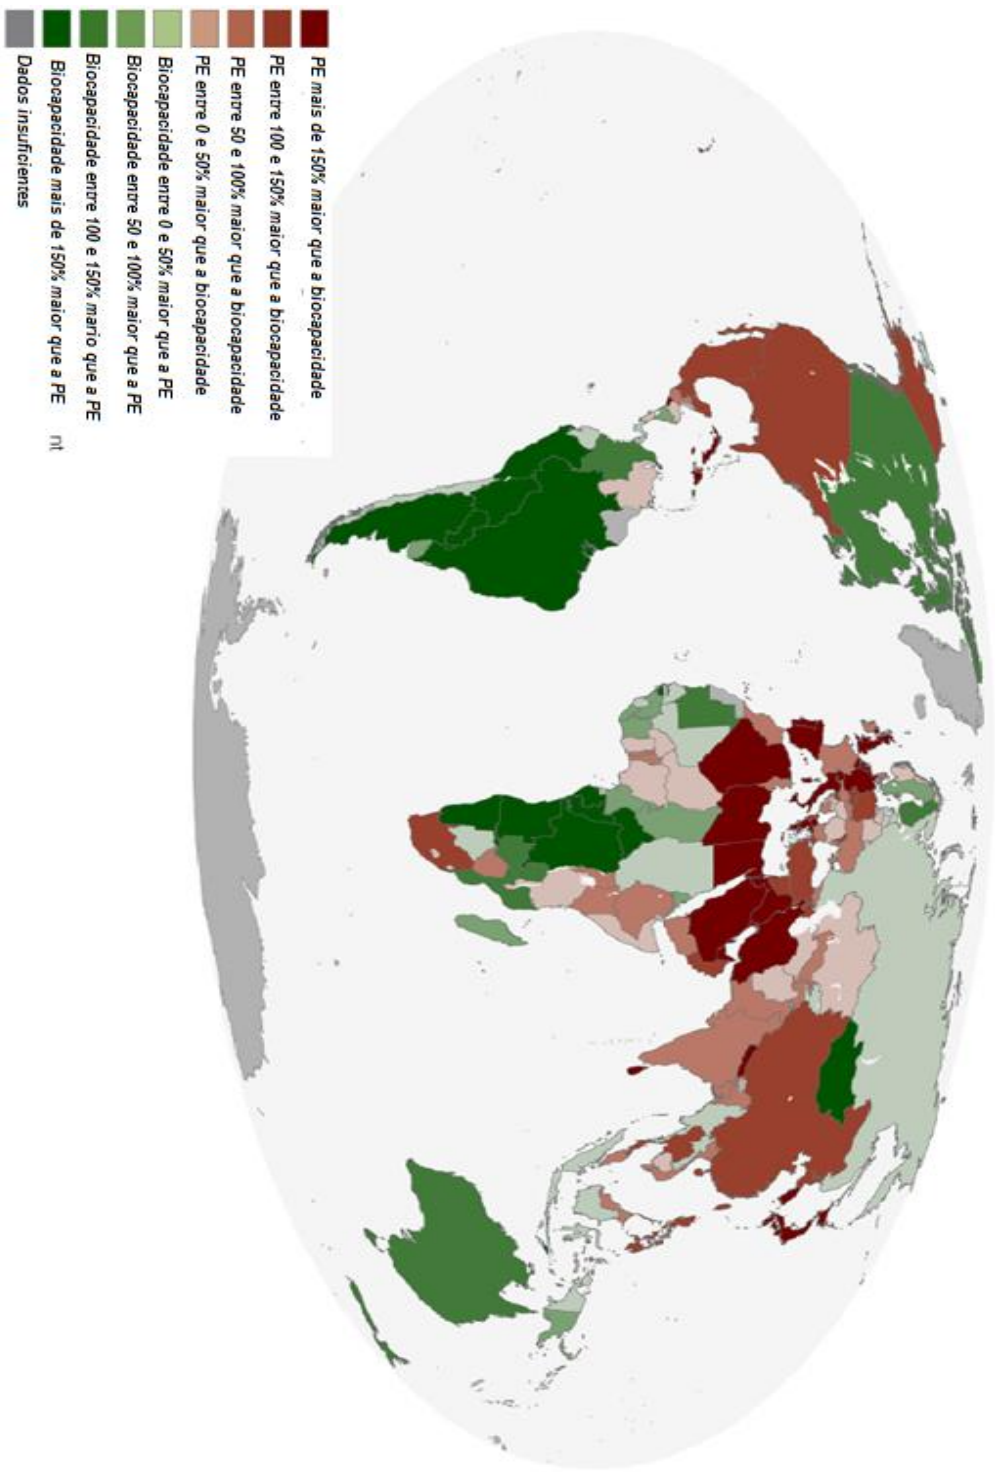 PE mais de 150% maior que a biocapacidade
PE entre 100 e 150% maior que a biocapacidade
PE entre 50 e 100% maior que a biocapacidade
PE entre 0 e 50% maior que a biocapacidade
Biocapacidade entre 0 e 50% maior que a PE
Biocapacidade entre 50 e 100% maior que a PE
Biocapacidade entre 100 e 150% mario que a PE
Biocapacidade mais de 150% maior que a PE nt
Dados insuficientes